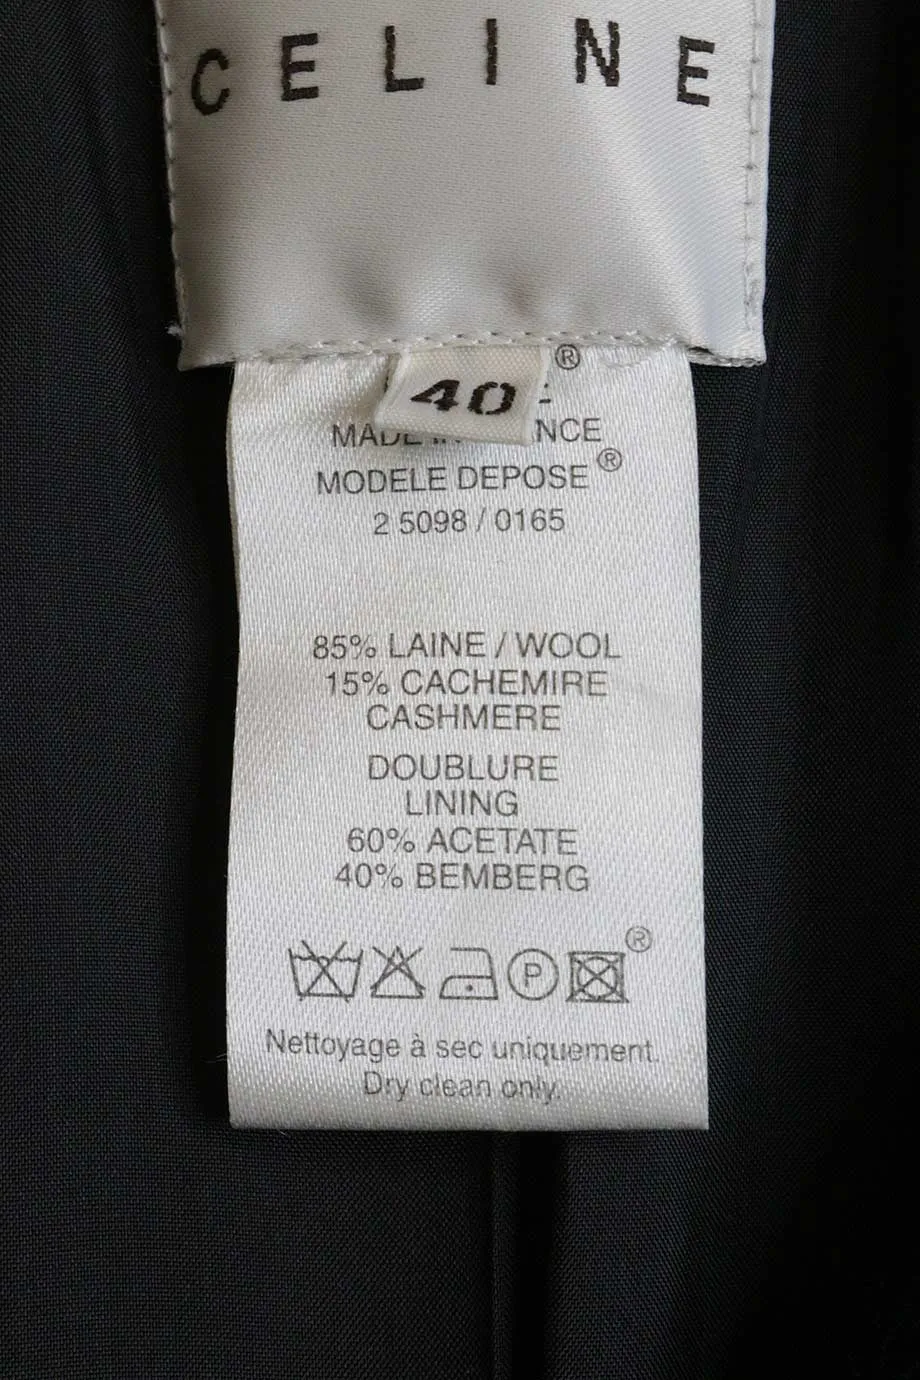 CELINE
®
40
MADE
MODELE DEPOSE ®
2 5098 / 0165
85% LAINE / WOOL
15% CACHEMIRE
CASHMERE
DOUBLURE
LINING
60% ACETATE
40% BEMBERG
P ®
Nettoyage à sec uniquement.
Dry clean only.